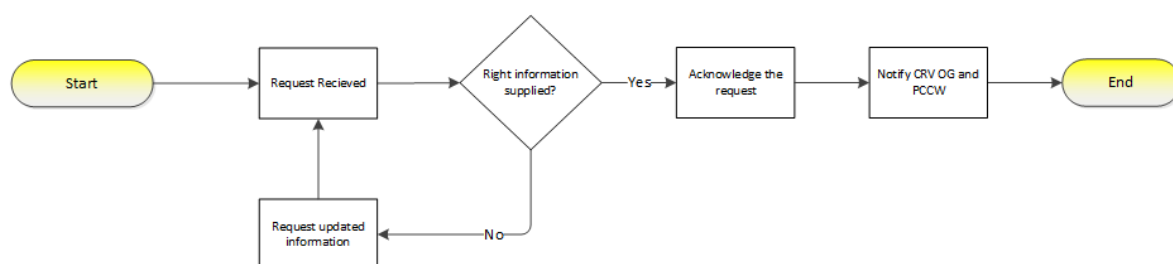 Start
Request Recieved
Right information
supplied?
Yes
Acknowledge the
request
Notify CRV OG and
PCCW
End
Request updated
information
No